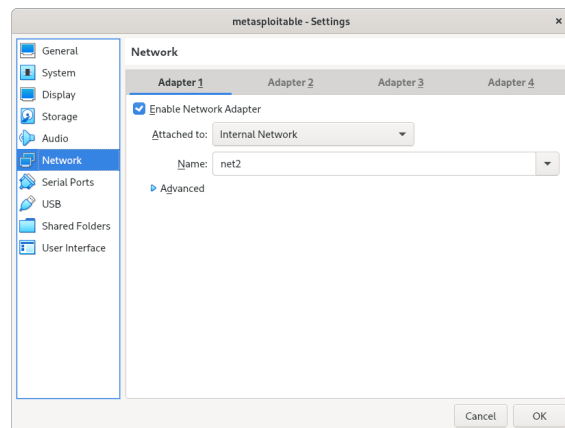 metasploitable - Settings
General
System
Display
Storage
Audio
Network
Serial Ports
USB
Shared Folders
User Interface
Network
Adapter 1 Adapter 2 Adapter 3 Adapter 4
Enable Network Adapter
Attached to: Internal Network
Name: net2
Advanced
Cancel OK